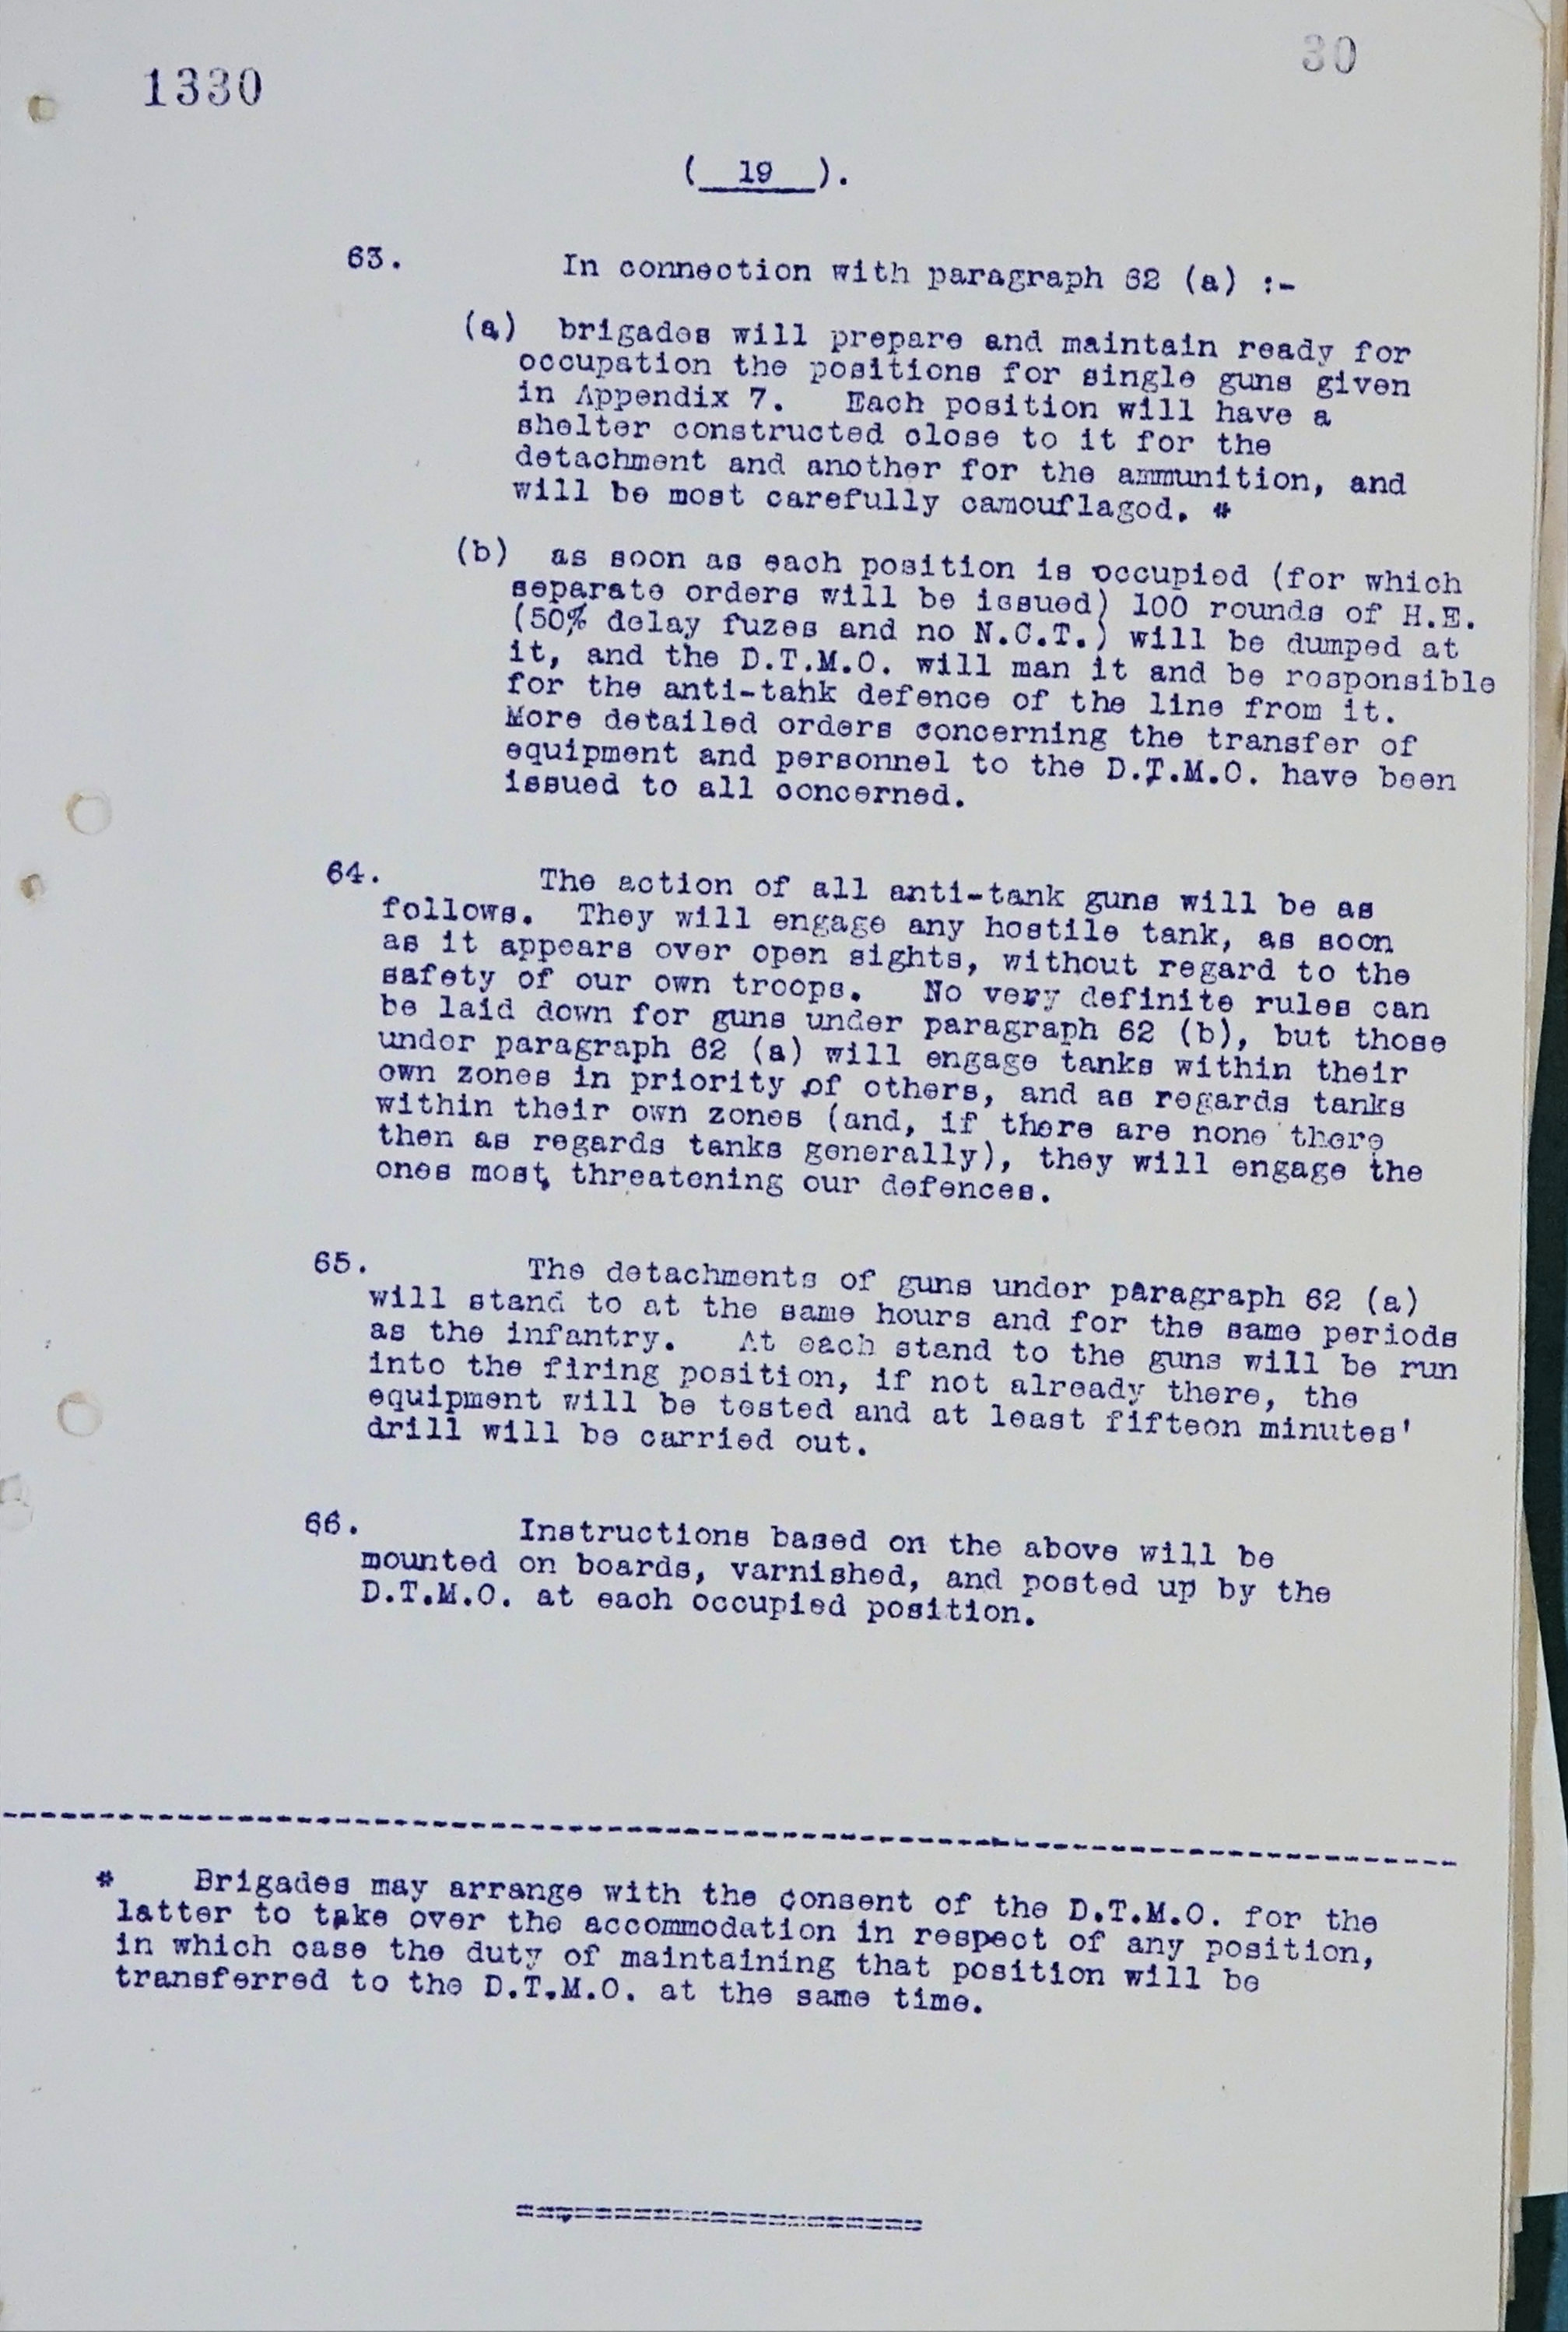 1330
30
( 19 ).
63. In connection with paragraph 62 (a) :-
(a) brigades will prepare and maintain ready for
occupation the positions for single guns given
in Appendix 7. Each position will have a
shelter constructed close to it for the
detachment and another for the ammunition, and
will be most carefully camouflagod. *
(b) as soon as each position is occupied (for which
separate orders will be issued) 100 rounds of H.E.
(50% delay fuzes and no N.C.T.) will be dumped at
it, and the D.T.M.O. will man it and be responsible
for the anti-tank defence of the line from it.
More detailed orders concerning the transfer of
equipment and personnel to the D.T.M.O. have been
issued to all concerned.
64. The action of all anti-tank guns will be as
follows. They will engage any hostile tank, as soon
as it appears over open sights, without regard to the
safety of our own troops. No very definite rules can
be laid down for guns under paragraph 62 (b), but those
under paragraph 62 (a) will engage tanks within their
own zones in priority of others, and as regards tanks
within their own zones (and, if there are none there
then as regards tanks generally), they will engage the
ones most, threatening our defences.
65. The detachments of guns under paragraph 62 (a)
will stand to at the same hours and for the same periods
as the infantry. At each stand to the guns will be run
into the firing position, if not already there, the
equipment will be tested and at least fifteen minutes'
drill will be carried out.
66. Instructions based on the above will be
mounted on boards, varnished, and posted up by the
D.T.M.O. at each occupied position.
* Brigades may arrange with the consent of the D.T.M.O. for the
latter to take over the accommodation in respect of any position,
in which case the duty of maintaining that position will be
transferred to the D.T.M.O. at the same time.